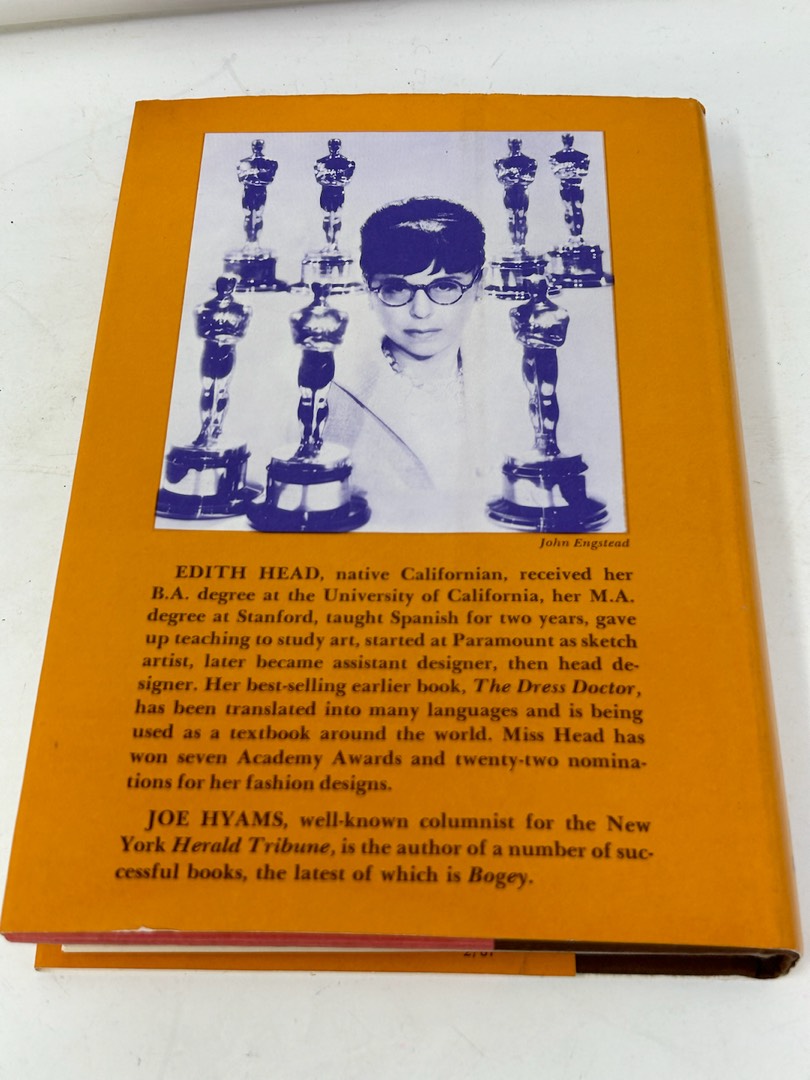 John Engstead
EDITH HEAD, native Californian, received her
B.A. degree at the University of California, her M.A.
degree at Stanford, taught Spanish for two years, gave
up teaching to study art, started at Paramount as sketch
artist, later became assistant designer, then head de-
signer. Her best-selling earlier book, The Dress Doctor,
has been translated into many languages and is being
used as a textbook around the world. Miss Head has
won seven Academy Awards and twenty-two nomina-
tions for her fashion designs.
JOE HYAMS, well-known columnist for the New
York Herald Tribune, is the author of a number of suc-
cessful books, the latest of which is Bogey.